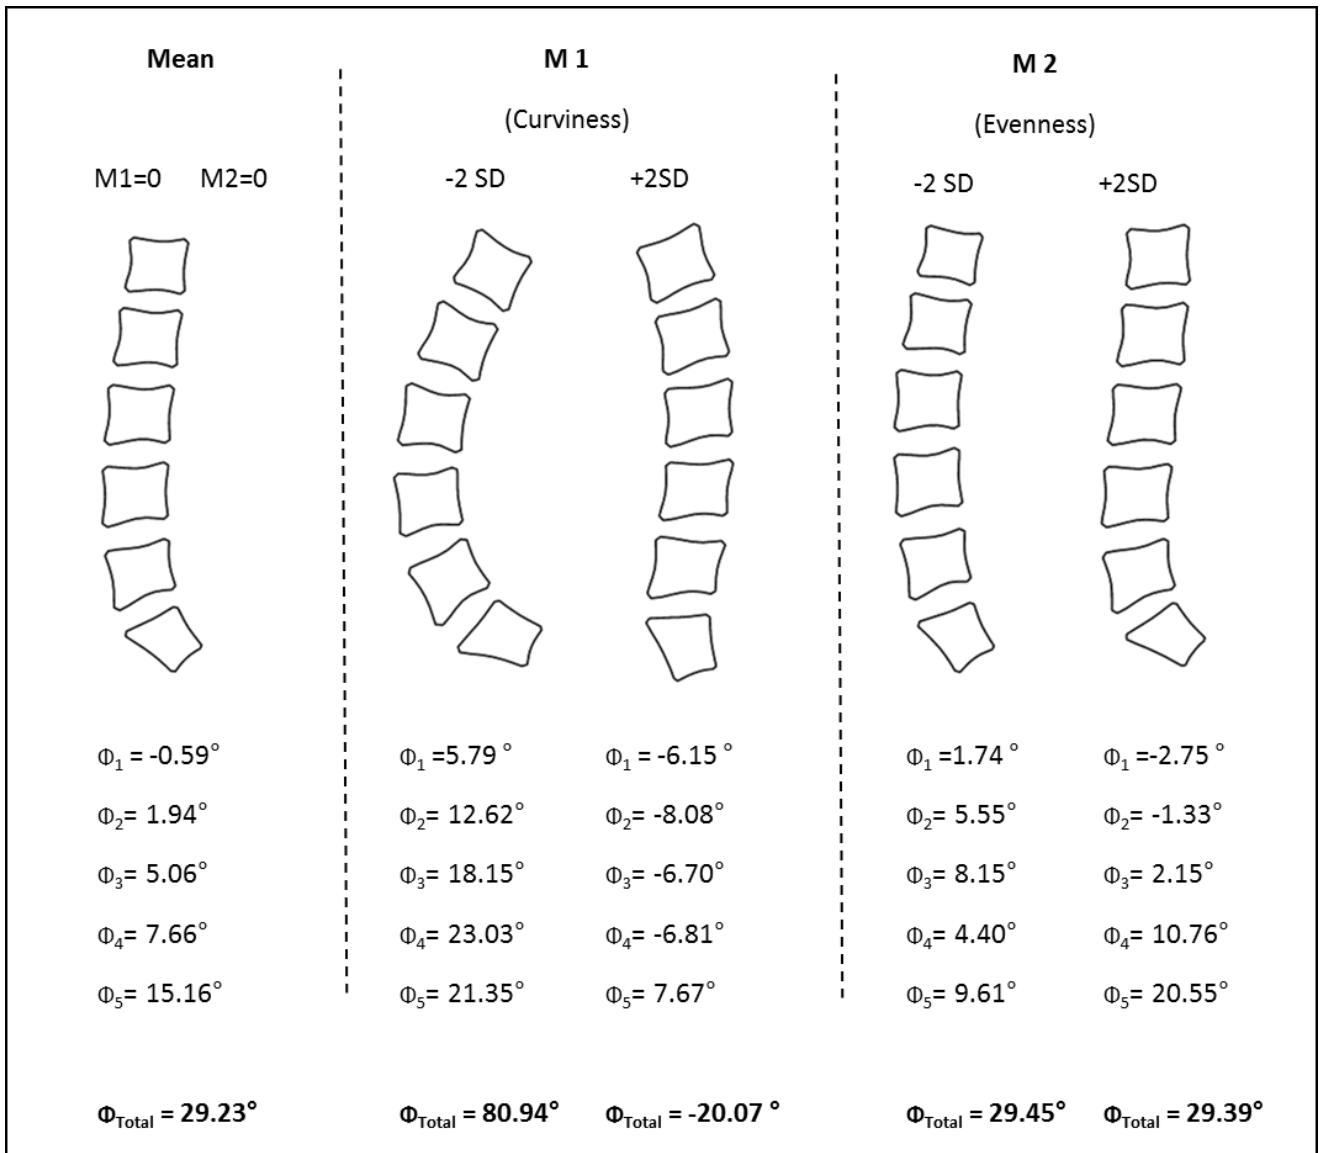 Mean M 1 M 2
(Curviness) (Evenness)
M1=0 M2=0 -2 SD +2SD -2 SD +2SD
Φ1 = -0.59° Φ1 =5.79 ° Φ1 = -6.15 ° Φ1 =1.74 ° Φ1 =-2.75 °
Φ2= 1.94° Φ2= 12.62° Φ2= -8.08° Φ2= 5.55° Φ2= -1.33°
Φ3= 5.06° Φ3= 18.15° Φ3= -6.70° Φ3= 8.15° Φ3= 2.15°
Φ4= 7.66° Φ4= 23.03° Φ4= -6.81° Φ4= 4.40° Φ4= 10.76°
Φ5= 15.16° Φ5= 21.35° Φ5= 7.67° Φ5= 9.61° Φ5= 20.55°
ΦTotal = 29.23° ΦTotal = 80.94° ΦTotal = -20.07 ° ΦTotal = 29.45° ΦTotal = 29.39°